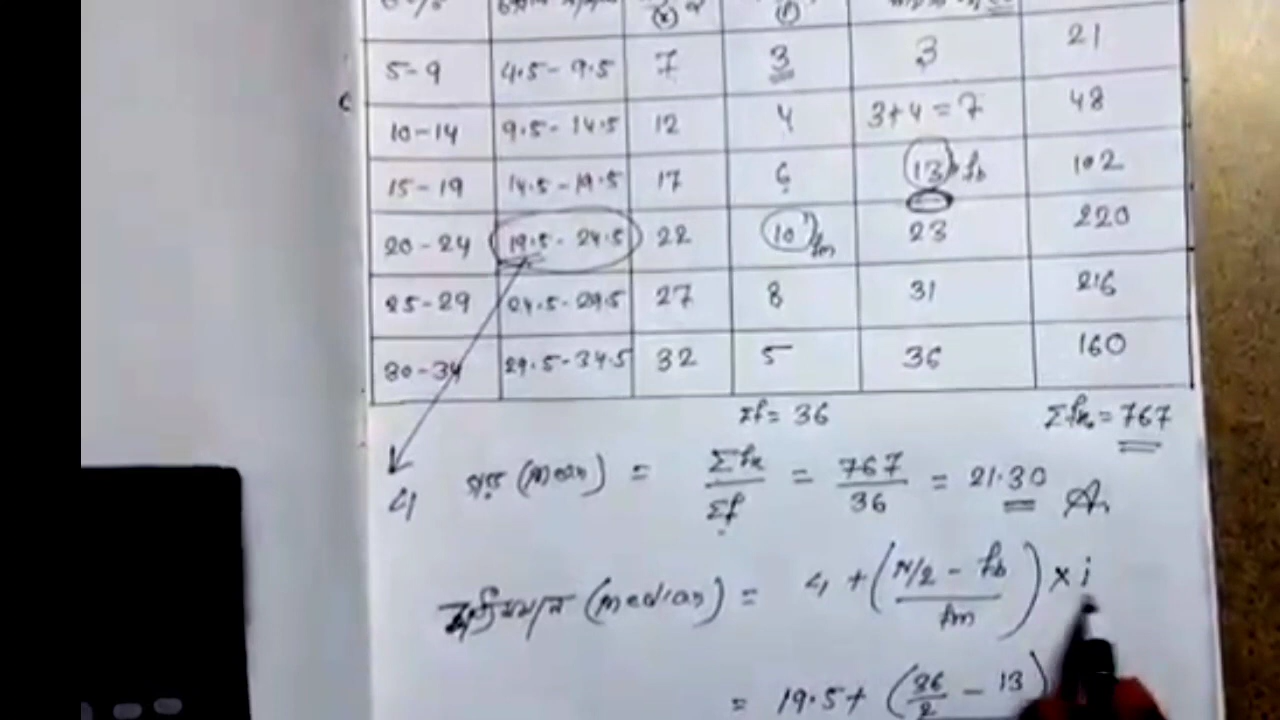 (x) (f)
5-9 4.5-9.5 7 3 3 21
10-14 9.5-14.5 12 4 3+4=7 48
15-19 14.5-19.5 17 6 13 fb 102
20-24 19.5-24.5 22 10 fm 23 220
25-29 24.5-29.5 27 8 31 216
30-34 29.5-34.5 32 5 36 160
Σf = 36 Σfx = 767
L1 গড় (Mean) = Σfx/Σf = 767/36 = 21.30 A
(Median) = L1 + (N/2 - fb / fm) × i
= 19.5 + (36/2 - 13)